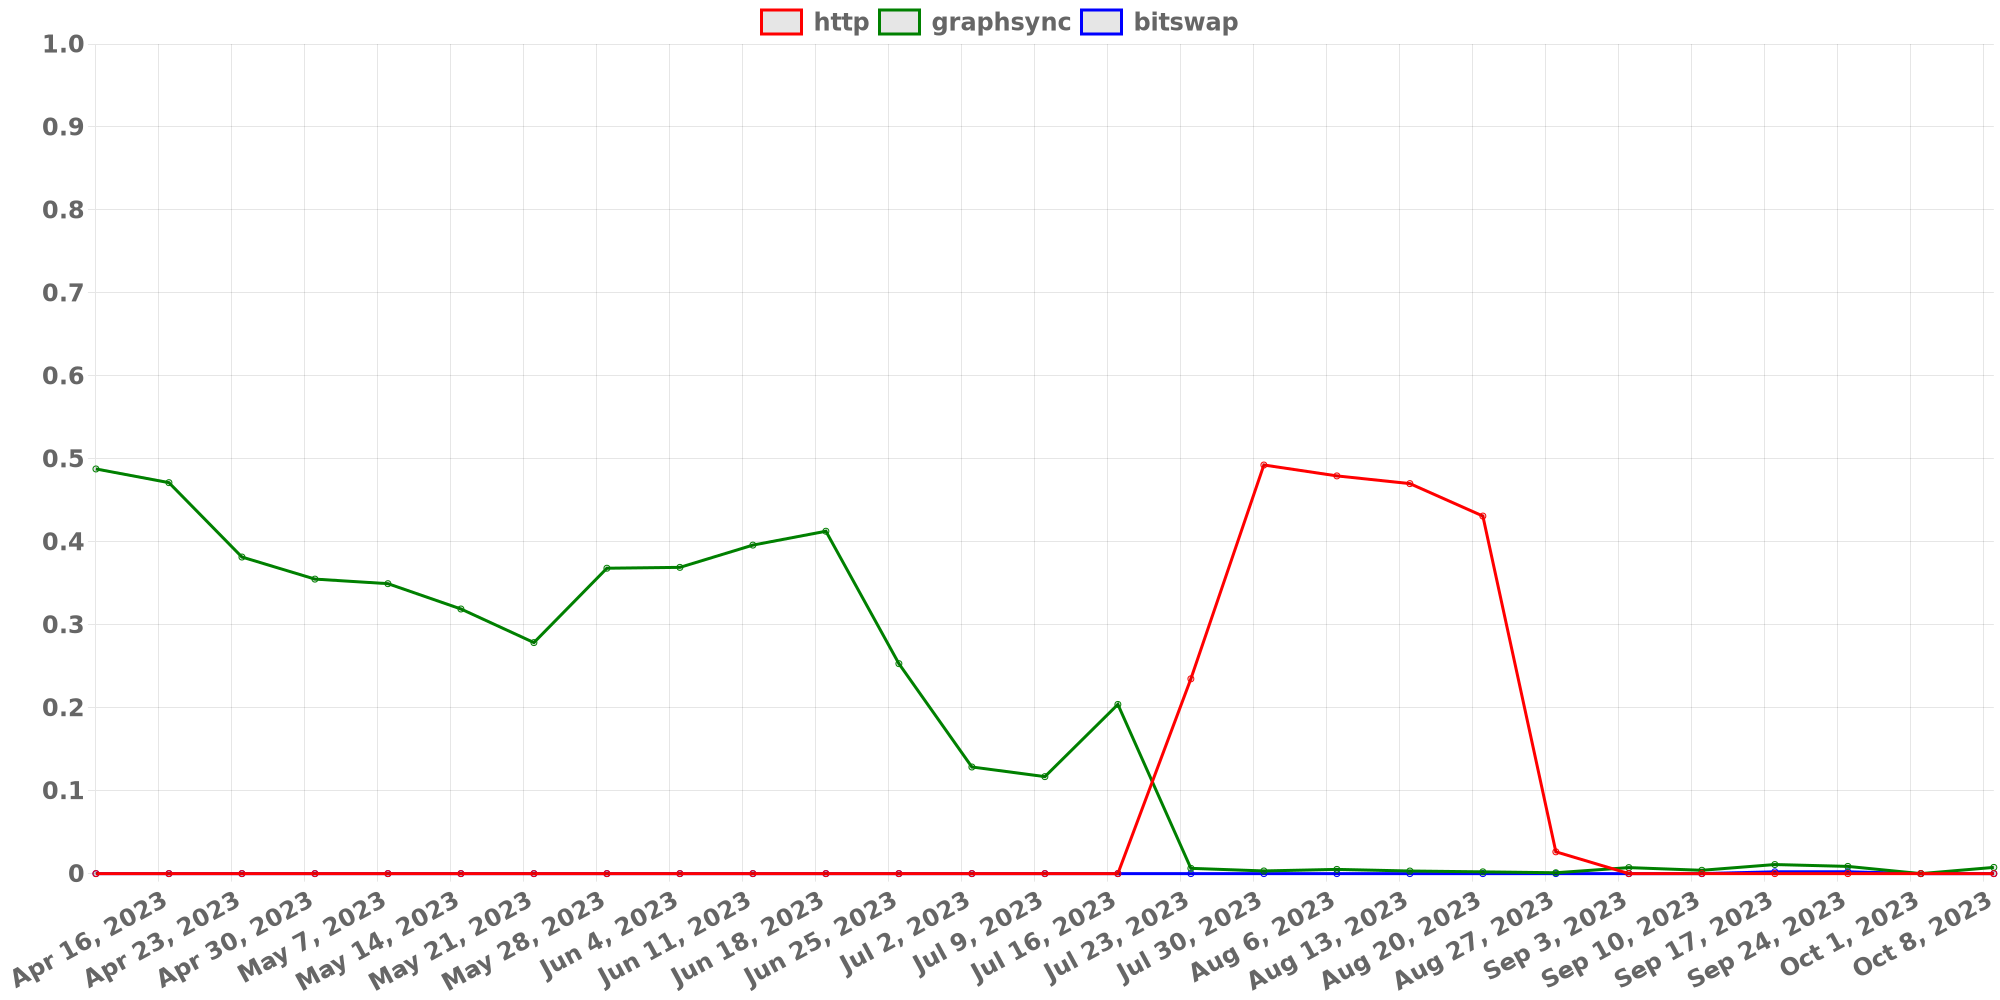 http graphsync bitswap
1.0
0.9
0.8
0.7
0.6
0.5
0.4
0.3
0.2
0.1
0
Apr 16, 2023
Apr 23, 2023
Apr 30, 2023
May 7, 2023
May 14, 2023
May 21, 2023
May 28, 2023
Jun 4, 2023
Jun 11, 2023
Jun 18, 2023
Jun 25, 2023
Jul 2, 2023
Jul 9, 2023
Jul 16, 2023
Jul 23, 2023
Jul 30, 2023
Aug 6, 2023
Aug 13, 2023
Aug 20, 2023
Aug 27, 2023
Sep 3, 2023
Sep 10, 2023
Sep 17, 2023
Sep 24, 2023
Oct 1, 2023
Oct 8, 2023